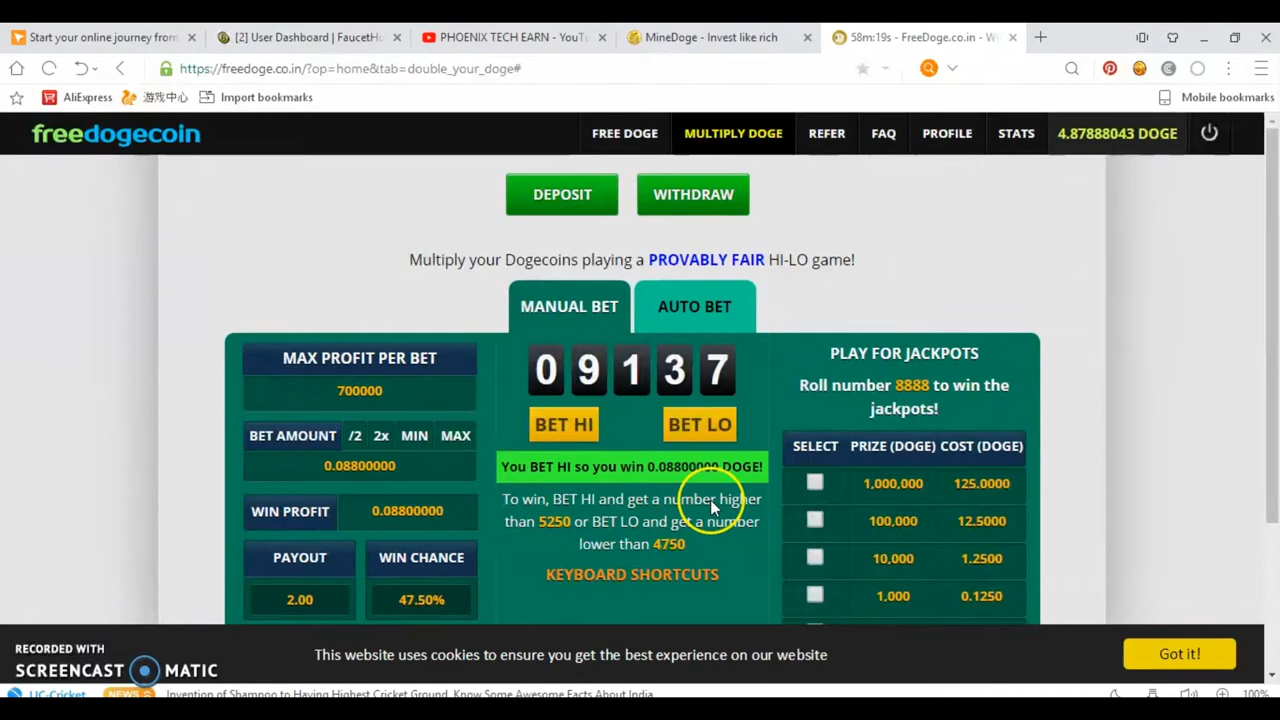 Start your online journey from
[2] User Dashboard | FaucetHu
PHOENIX TECH EARN - YouTu
MineDoge - Invest like rich
58m:19s - FreeDoge.co.in - Wi
https://freedoge.co.in/?op=home&tab=double_your_doge#
AliExpress
游戏中心
Import bookmarks
Mobile bookmarks
freedogecoin
FREE DOGE
MULTIPLY DOGE
REFER
FAQ
PROFILE
STATS
4.87888043 DOGE
DEPOSIT
WITHDRAW
Multiply your Dogecoins playing a PROVABLY FAIR HI-LO game!
MANUAL BET
AUTO BET
MAX PROFIT PER BET
700000
BET AMOUNT /2 2x MIN MAX
0.08800000
WIN PROFIT 0.08800000
PAYOUT
WIN CHANCE
2.00
47.50%
09137
BET HI
BET LO
You BET HI so you win 0.08800000 DOGE!
To win, BET HI and get a number higher
than 5250 or BET LO and get a number
lower than 4750
KEYBOARD SHORTCUTS
PLAY FOR JACKPOTS
Roll number 8888 to win the
jackpots!
SELECT PRIZE (DOGE) COST (DOGE)
1,000,000 125.0000
100,000 12.5000
10,000 1.2500
1,000 0.1250
RECORDED WITH
SCREENCAST MATIC
This website uses cookies to ensure you get the best experience on our website
Got it!
UC-Cricket
NEWS
Invention of Shampoo to Having Highest Cricket Ground, Know Some Awesome Facts About India
100%